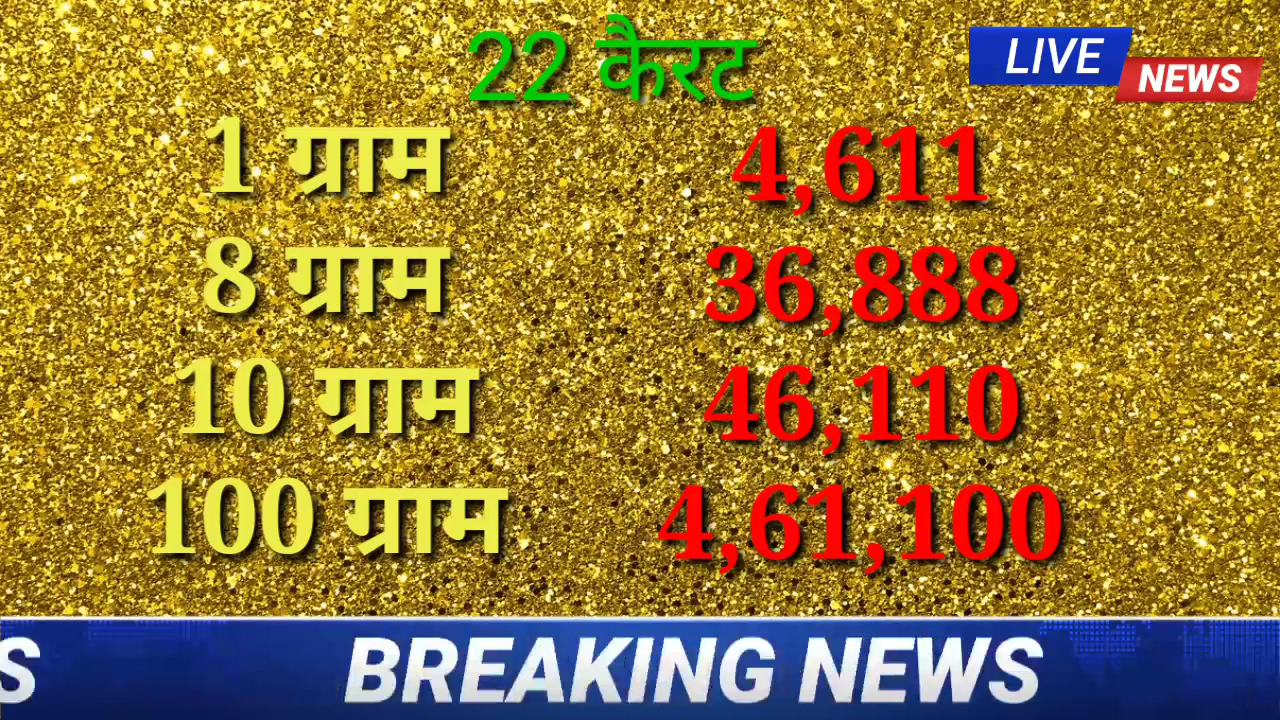 22 कैरट
LIVE
NEWS
1 ग्राम 4,611
8 ग्राम 36,888
10 ग्राम 46,110
100 ग्राम 4,61,100
S BREAKING NEWS